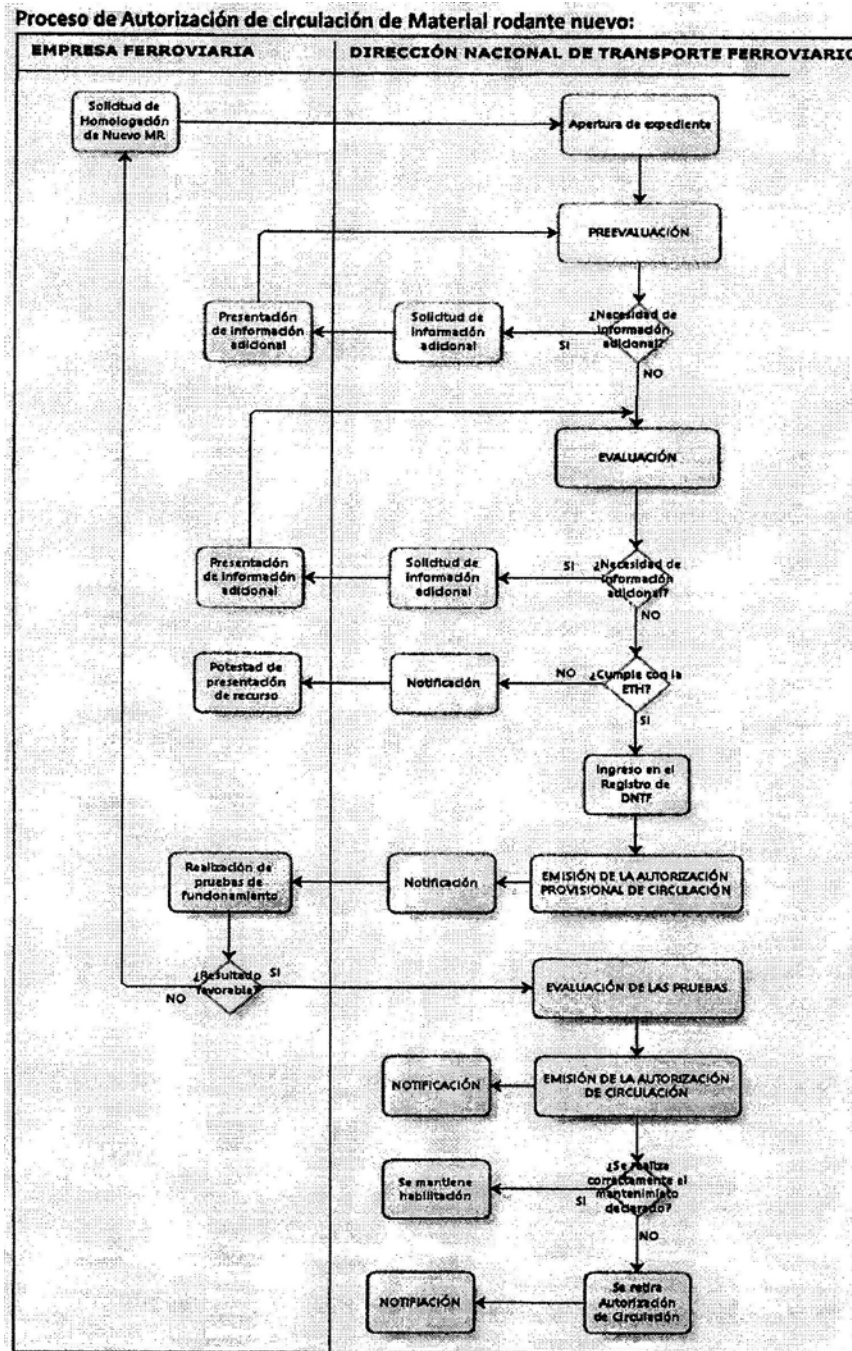 Proceso de Autorización de circulación de Material rodante nuevo:
EMPRESA FERROVIARIA
DIRECCIÓN NACIONAL DE TRANSPORTE FERROVIARIO
Solicitud de
Homologación
de Nuevo MR
Apertura de expediente
PREEVALUACIÓN
¿Necesidad de
información
adicional?
SI
NO
Solicitud de
información
adicional
Presentación
de información
adicional
EVALUACIÓN
¿Necesidad de
información
adicional?
SI
NO
Solicitud de
información
adicional
Presentación
de información
adicional
¿Cumple con la
ETH?
NO
SI
Notificación
Potestad de
presentación
de recurso
Ingreso en el
Registro de
DNTF
EMISIÓN DE LA AUTORIZACIÓN
PROVISIONAL DE CIRCULACIÓN
Notificación
Realización de
pruebas de
funcionamiento
¿Resultado
favorable?
SI
NO
EVALUACIÓN DE LAS PRUEBAS
EMISIÓN DE LA AUTORIZACIÓN
DE CIRCULACIÓN
NOTIFICACIÓN
¿Se realiza
correctamente el
mantenimieto
declarado?
SI
NO
Se mantiene
habilitación
Se retira
Autorización
de Circulación
NOTIFIACIÓN